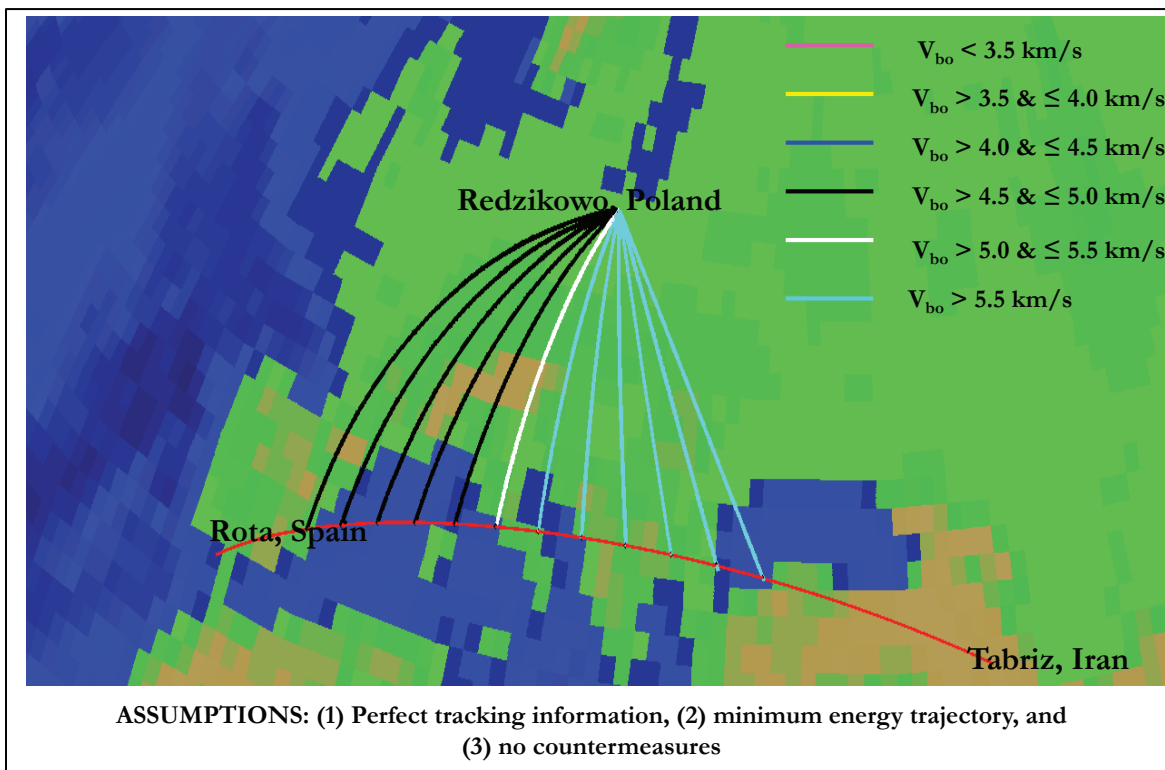 V_bo < 3.5 km/s
V_bo > 3.5 & ≤ 4.0 km/s
V_bo > 4.0 & ≤ 4.5 km/s
V_bo > 4.5 & ≤ 5.0 km/s
V_bo > 5.0 & ≤ 5.5 km/s
V_bo > 5.5 km/s
Redzikowo, Poland
Rota, Spain
Tabriz, Iran
ASSUMPTIONS: (1) Perfect tracking information, (2) minimum energy trajectory, and
(3) no countermeasures